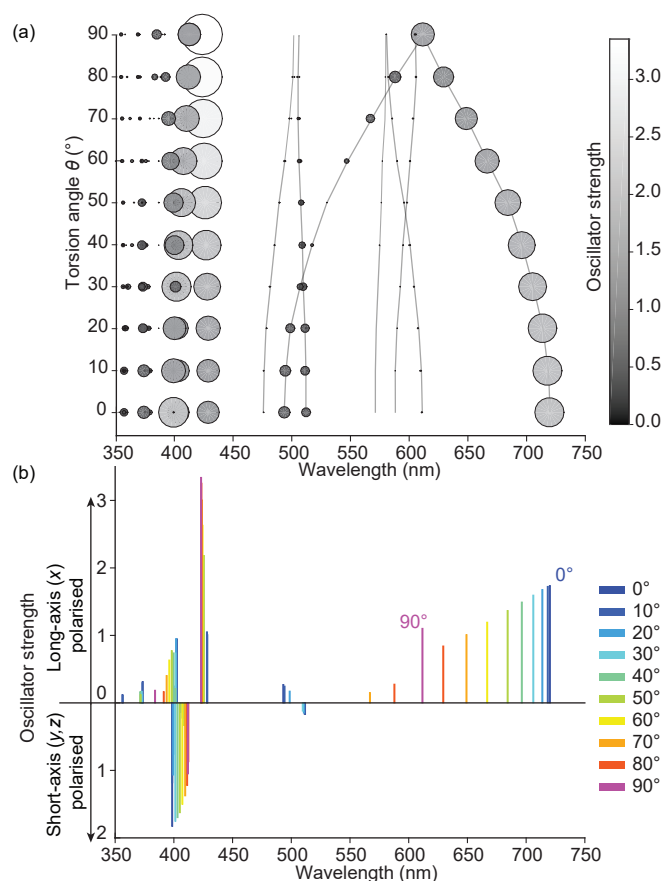 (a)
Torsion angle θ (°)
90
80
70
60
50
40
30
20
10
0
350 400 450 500 550 600 650 700 750
Wavelength (nm)
Oscillator strength
3.0
2.5
2.0
1.5
1.0
0.5
0.0
(b)
Oscillator strength
Long-axis (x)
polarised
Short-axis (y,z)
polarised
3
2
1
0
1
2
90°
0°
350 400 450 500 550 600 650 700 750
Wavelength (nm)
0°
10°
20°
30°
40°
50°
60°
70°
80°
90°